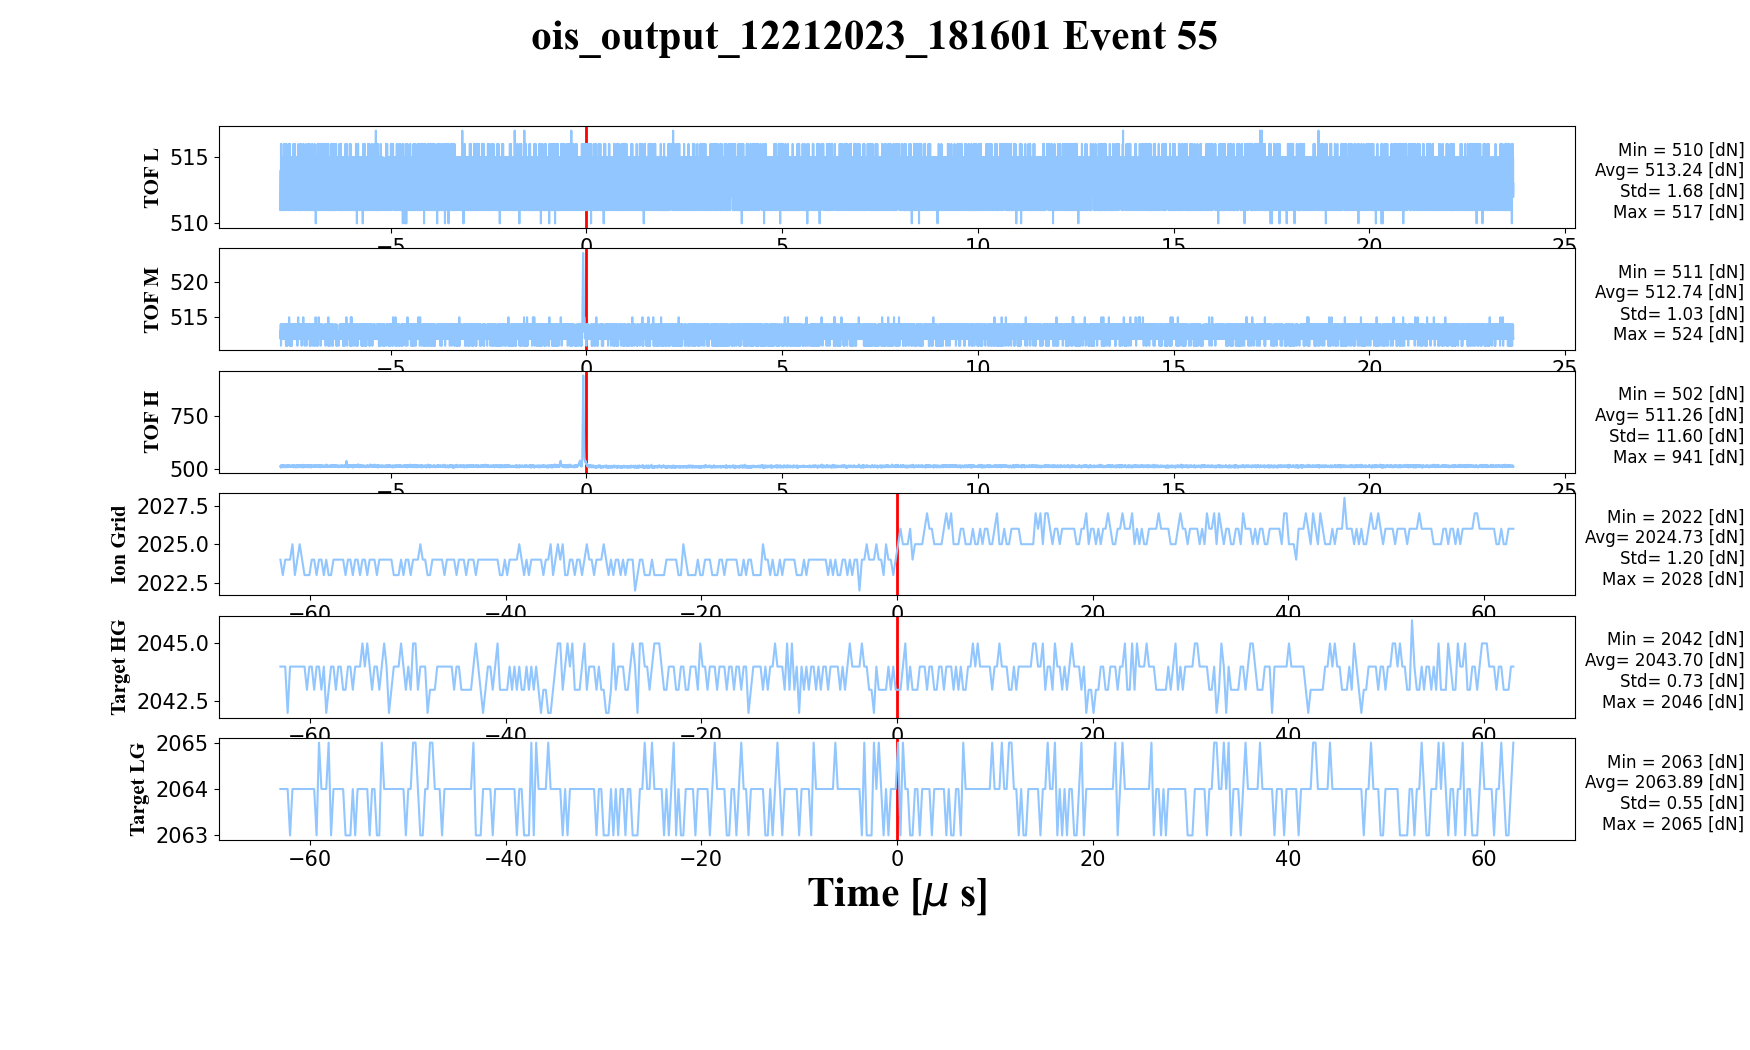 ois_output_12212023_181601 Event 55
TOF L
515
510
−5
0
5
10
15
20
25
Min = 510 [dN]
Avg= 513.24 [dN]
Std= 1.68 [dN]
Max = 517 [dN]
TOF M
520
515
−5
0
5
10
15
20
25
Min = 511 [dN]
Avg= 512.74 [dN]
Std= 1.03 [dN]
Max = 524 [dN]
TOF H
750
500
−5
0
5
10
15
20
25
Min = 502 [dN]
Avg= 511.26 [dN]
Std= 11.60 [dN]
Max = 941 [dN]
Ion Grid
2027.5
2025.0
2022.5
−60
−40
−20
0
20
40
60
Min = 2022 [dN]
Avg= 2024.73 [dN]
Std= 1.20 [dN]
Max = 2028 [dN]
Target HG
2045.0
2042.5
−60
−40
−20
0
20
40
60
Min = 2042 [dN]
Avg= 2043.70 [dN]
Std= 0.73 [dN]
Max = 2046 [dN]
Target LG
2065
2064
2063
−60
−40
−20
0
20
40
60
Min = 2063 [dN]
Avg= 2063.89 [dN]
Std= 0.55 [dN]
Max = 2065 [dN]
Time [μ s]